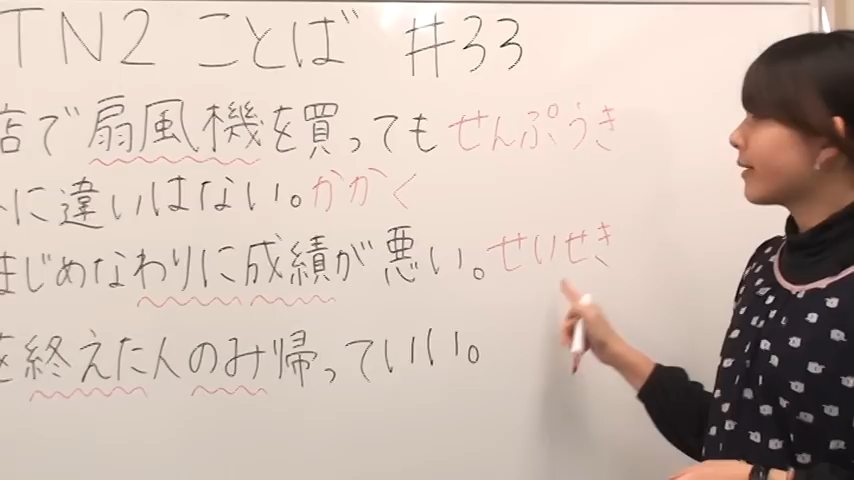 TN2 ことば #33
店で扇風機を買っても せんぷうき
に違いはない。かかく
まじめなわりに成績が悪い。せいせき
を終えた人のみ帰っていい。